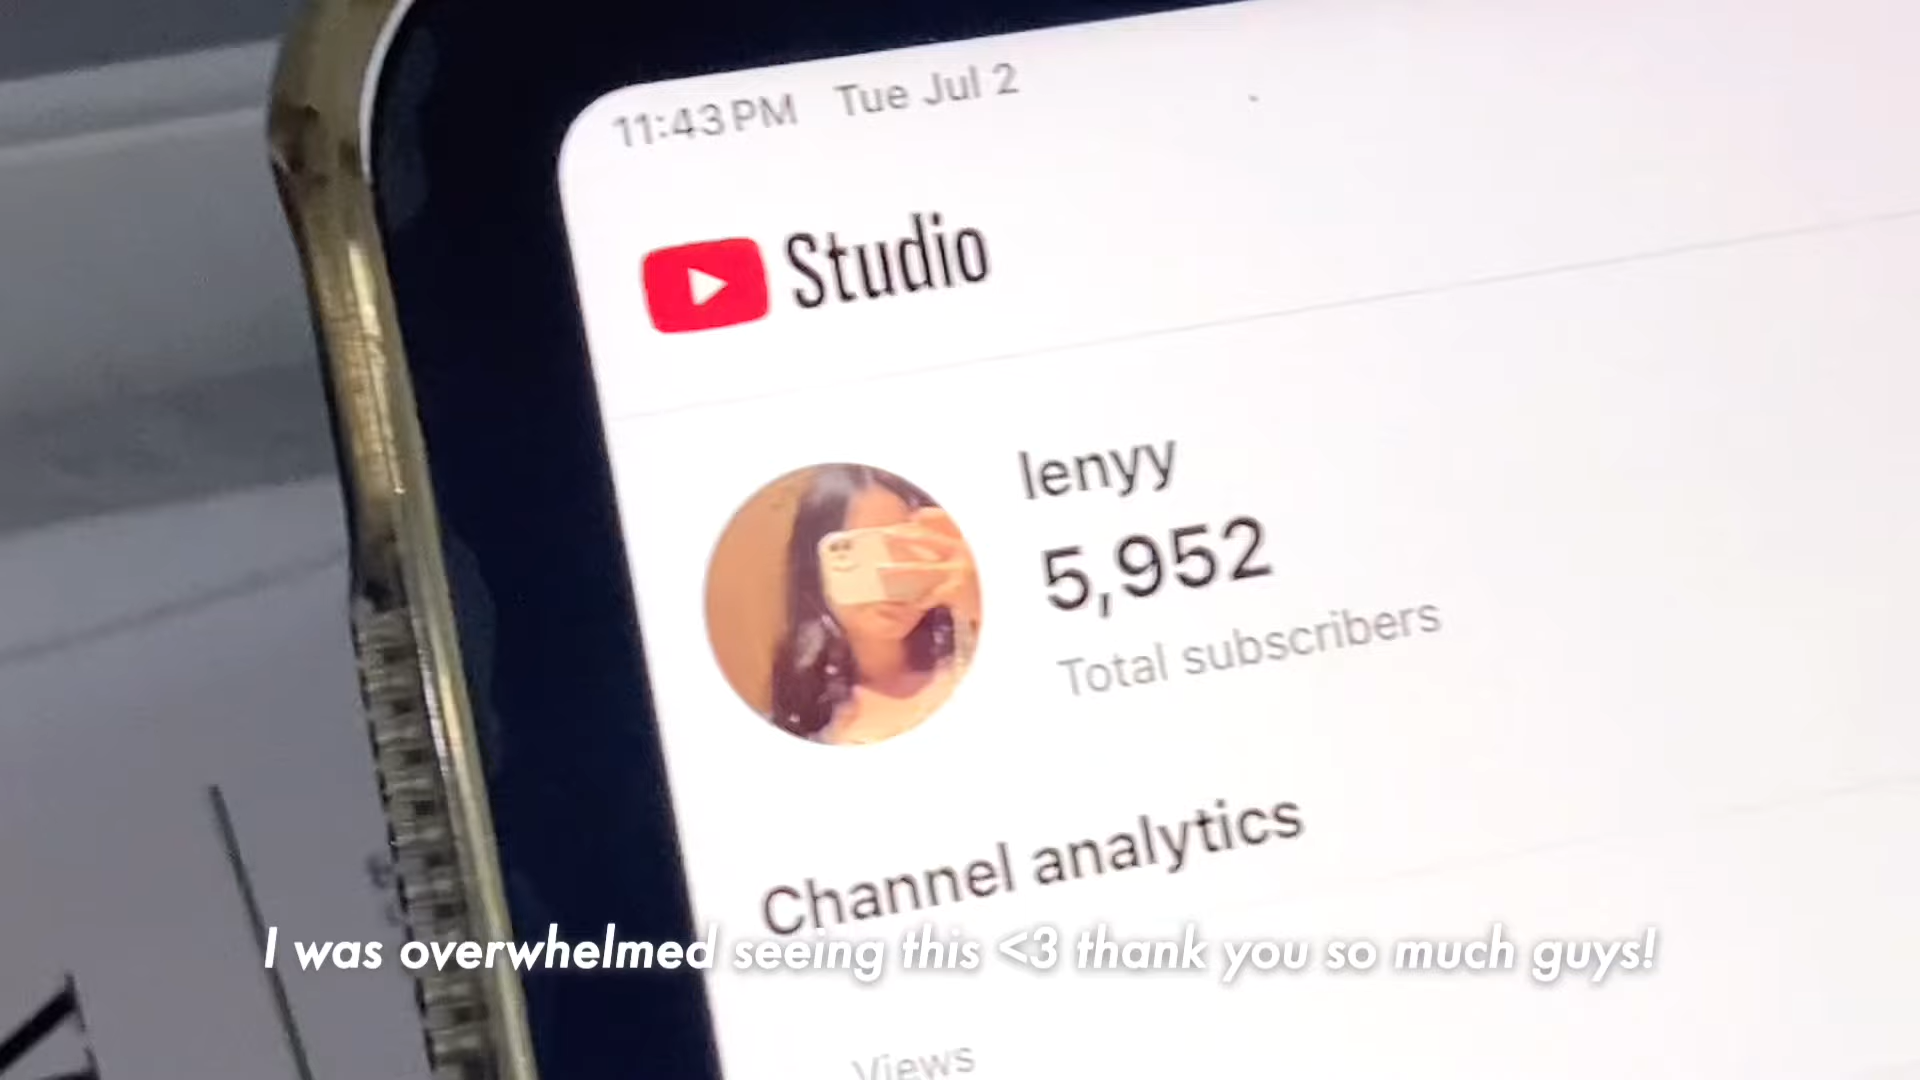 11:43 PM Tue Jul 2
Studio
lenyy
5,952
Total subscribers
Channel analytics
I was overwhelmed seeing this <3 thank you so much guys!
Views